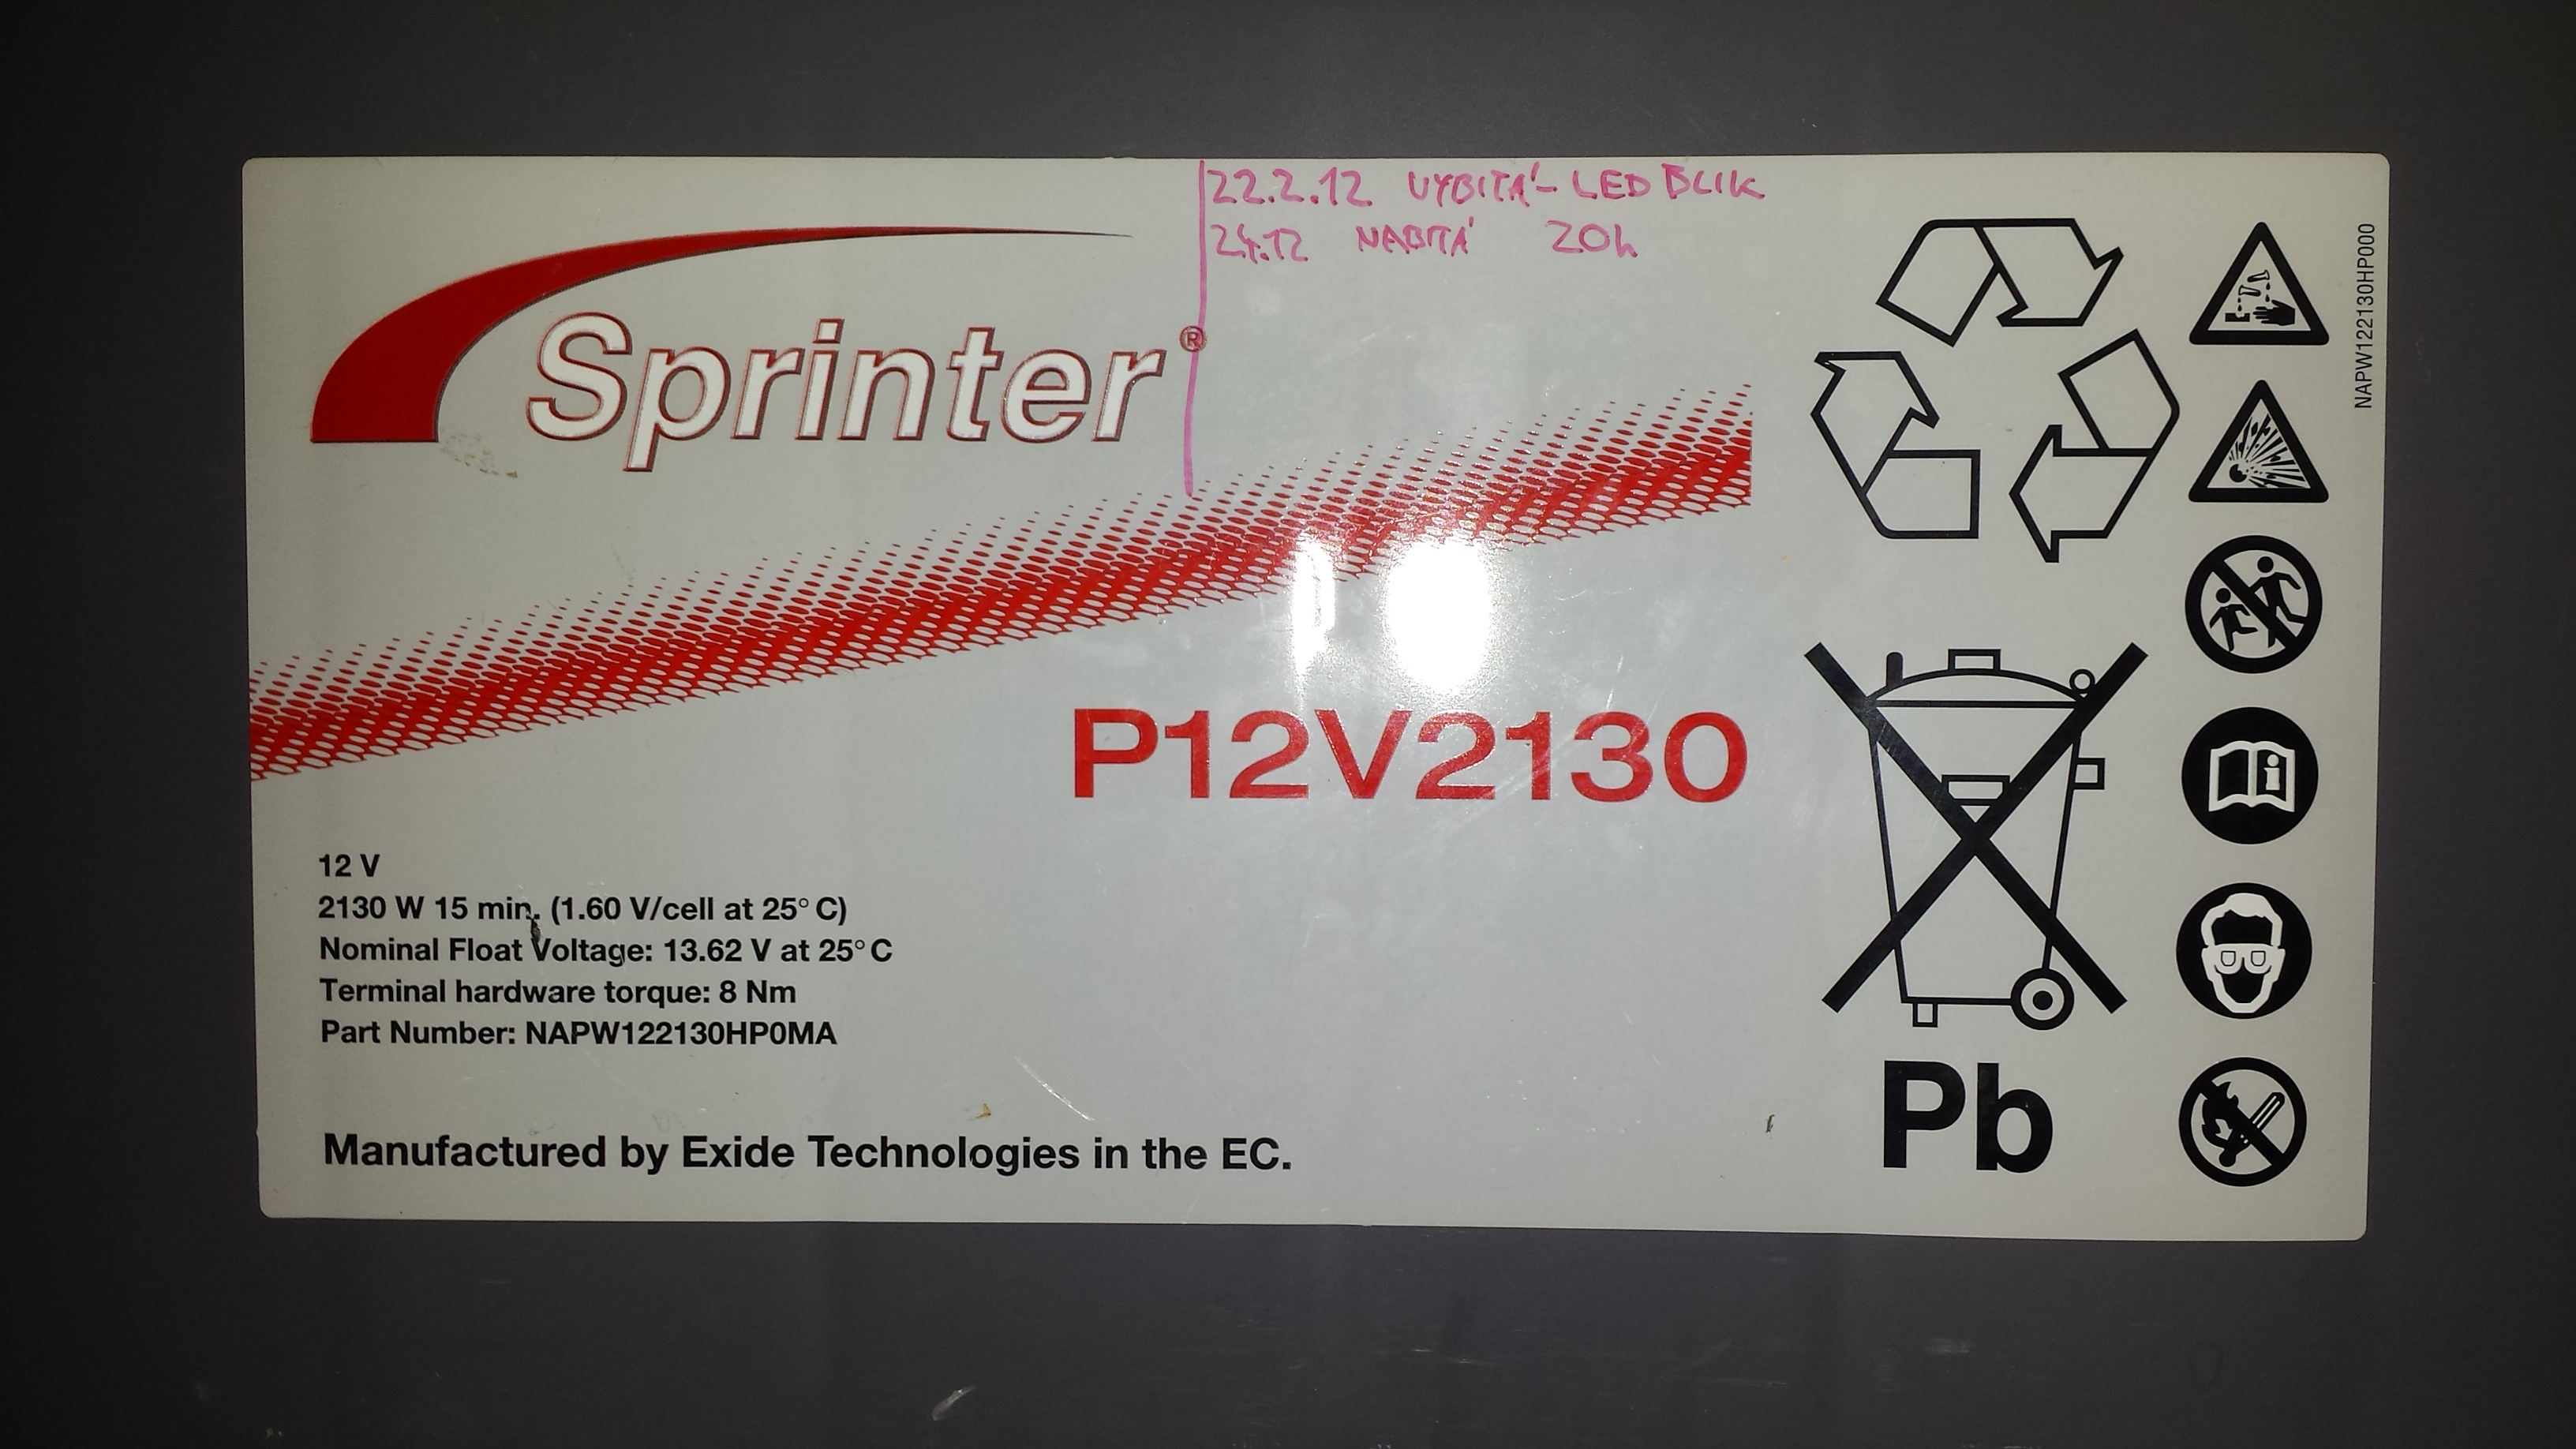 22.2.12 VYBITÁ - LED BLIK
24.12 NABITÁ 20h
Sprinter®
P12V2130
12 V
2130 W 15 min. (1.60 V/cell at 25° C)
Nominal Float Voltage: 13.62 V at 25° C
Terminal hardware torque: 8 Nm
Part Number: NAPW122130HP0MA
Manufactured by Exide Technologies in the EC.
Pb
NAPW122130HP000